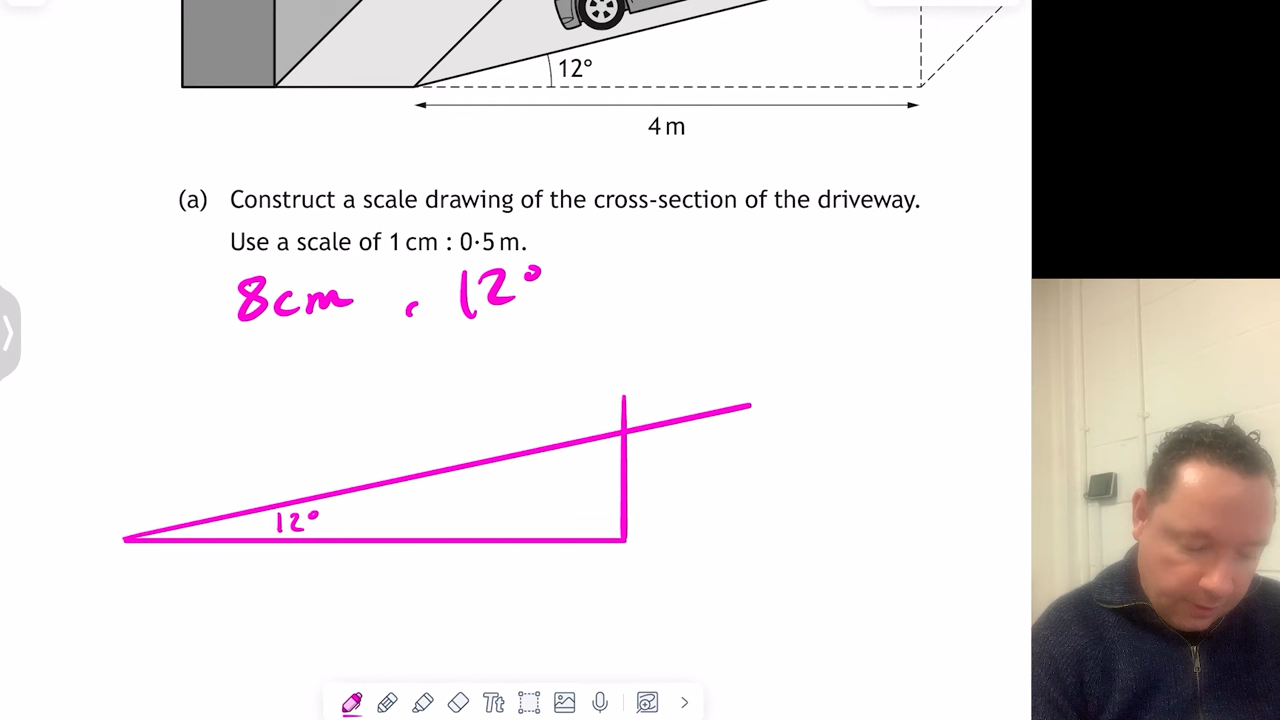 12°
4 m
(a) Construct a scale drawing of the cross-section of the driveway.
Use a scale of 1 cm : 0·5 m.
8cm , 12°
12°
Tt